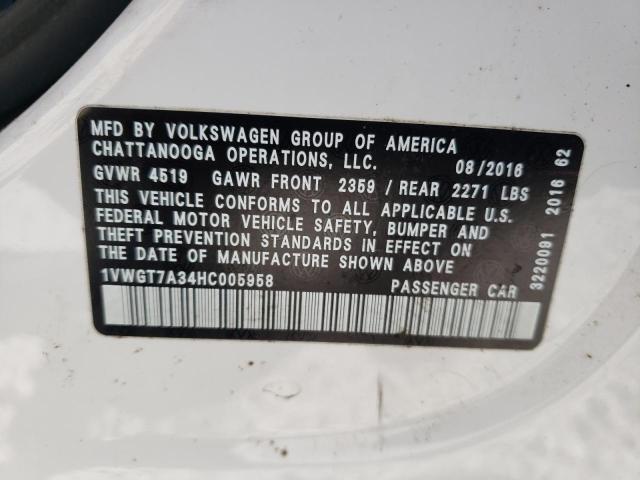 MFD BY VOLKSWAGEN GROUP OF AMERICA
CHATTANOOGA OPERATIONS, LLC. 08/2016
GVWR 4519 GAWR FRONT 2359 / REAR 2271 LBS
THIS VEHICLE CONFORMS TO ALL APPLICABLE U.S.
FEDERAL MOTOR VEHICLE SAFETY, BUMPER AND
THEFT PREVENTION STANDARDS IN EFFECT ON
THE DATE OF MANUFACTURE SHOWN ABOVE
1VWGT7A34HC005958 PASSENGER CAR
3220091 2016 62